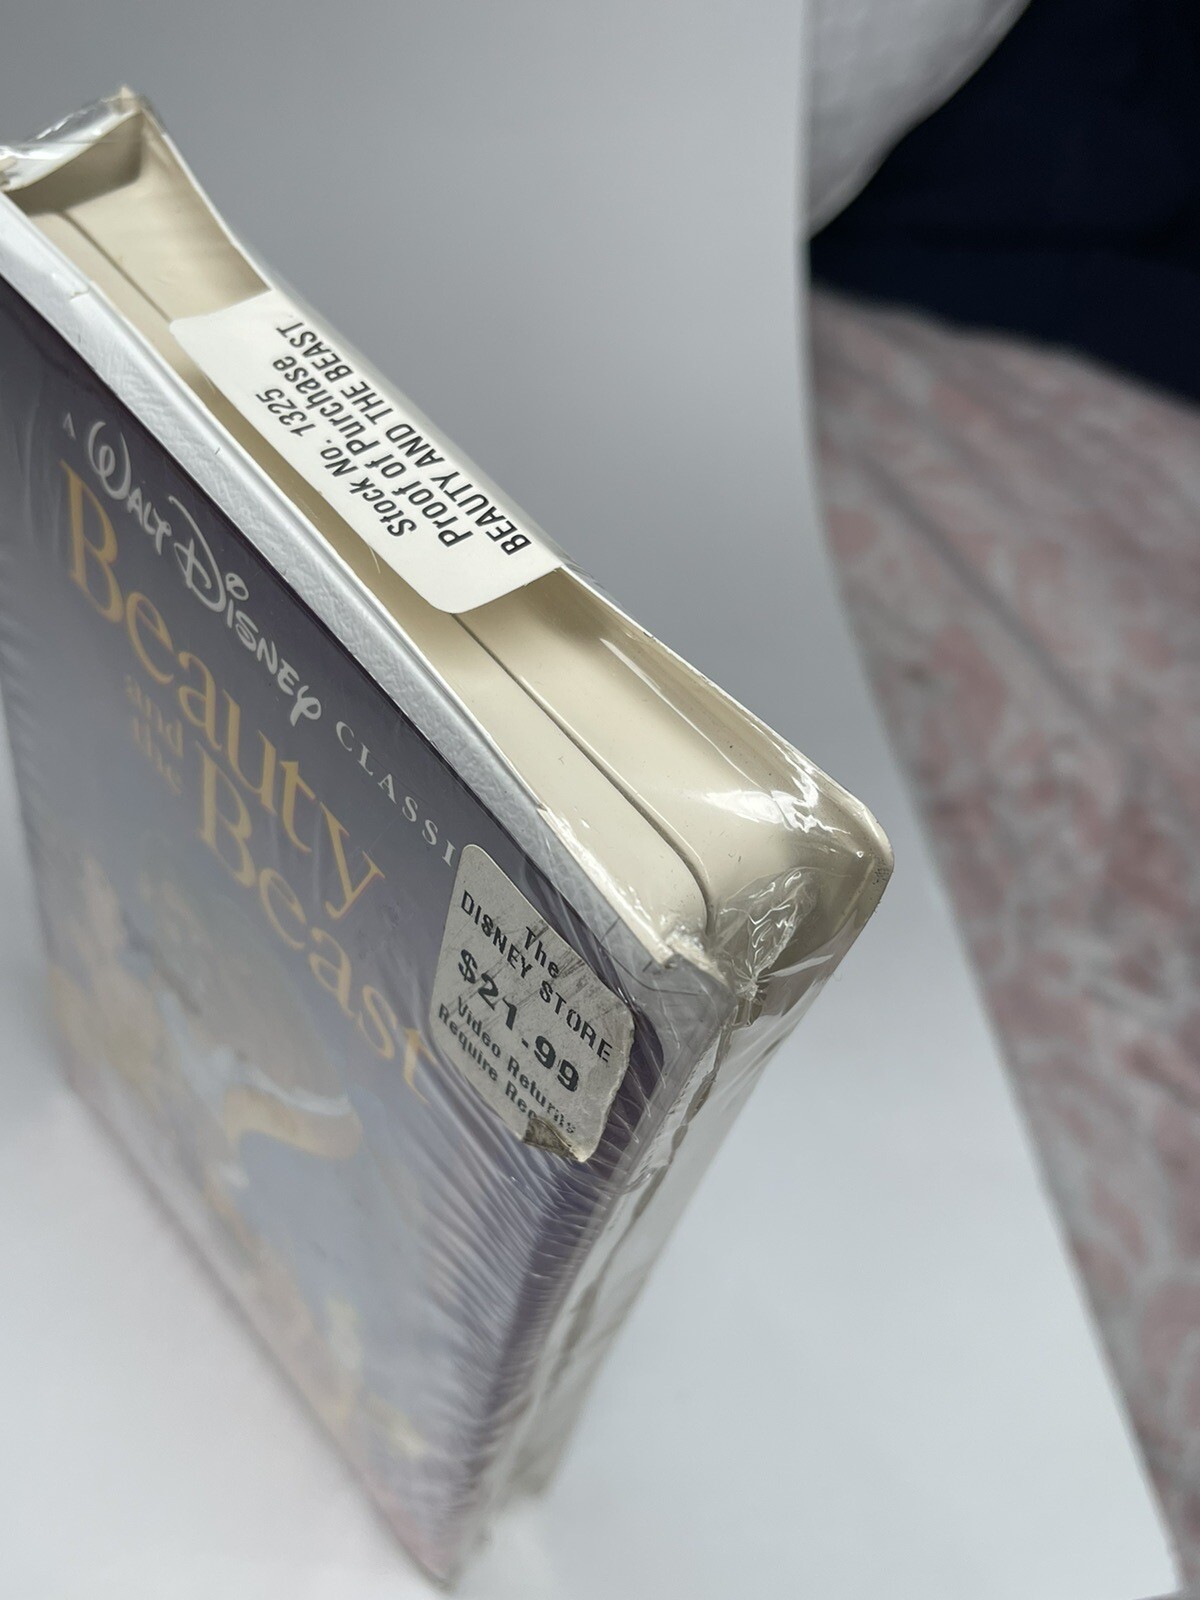 Stock No. 1325
Proof of Purchase
BEAUTY AND THE BEAST
A WALT DISNEY CLASSI
Beauty
and
the
Beast
The
DISNEY STORE
$21.99
Video Returns
Require